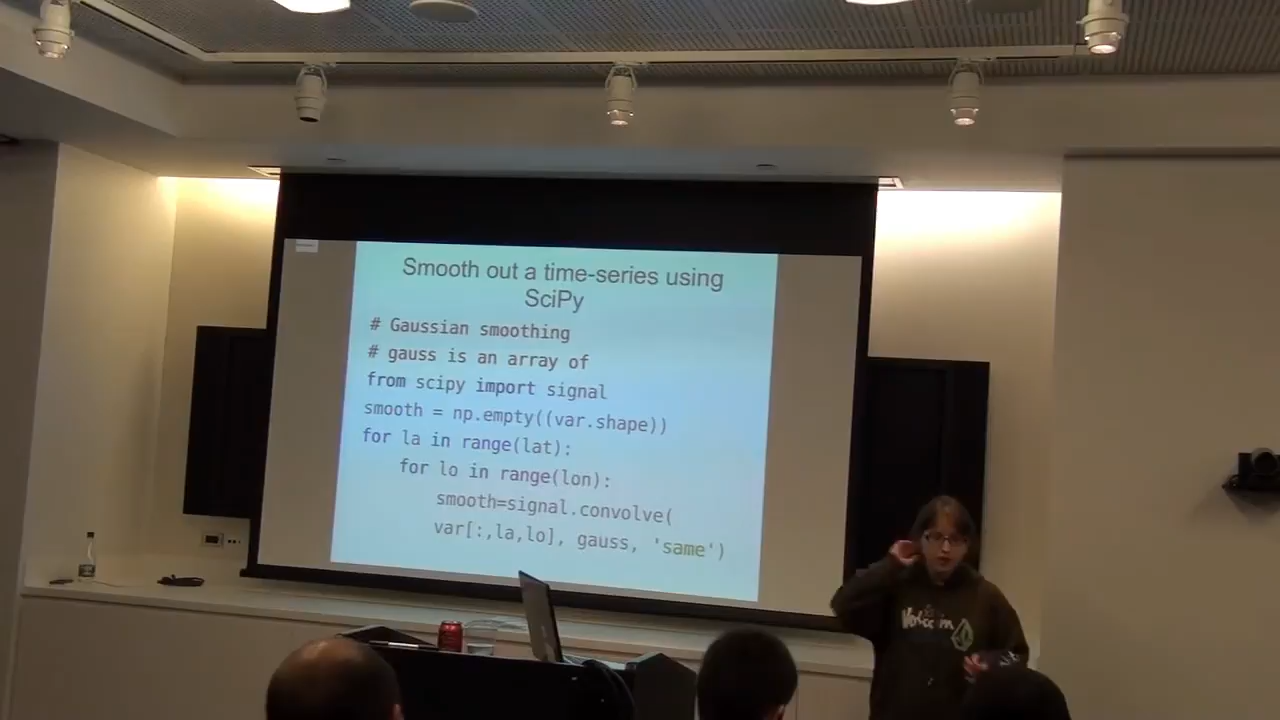 Smooth out a time-series using
SciPy
# Gaussian smoothing
# gauss is an array of
from scipy import signal
smooth = np.empty((var.shape))
for la in range(lat):
for lo in range(lon):
smooth=signal.convolve(
var[:,la,lo], gauss, 'same')
Volcom